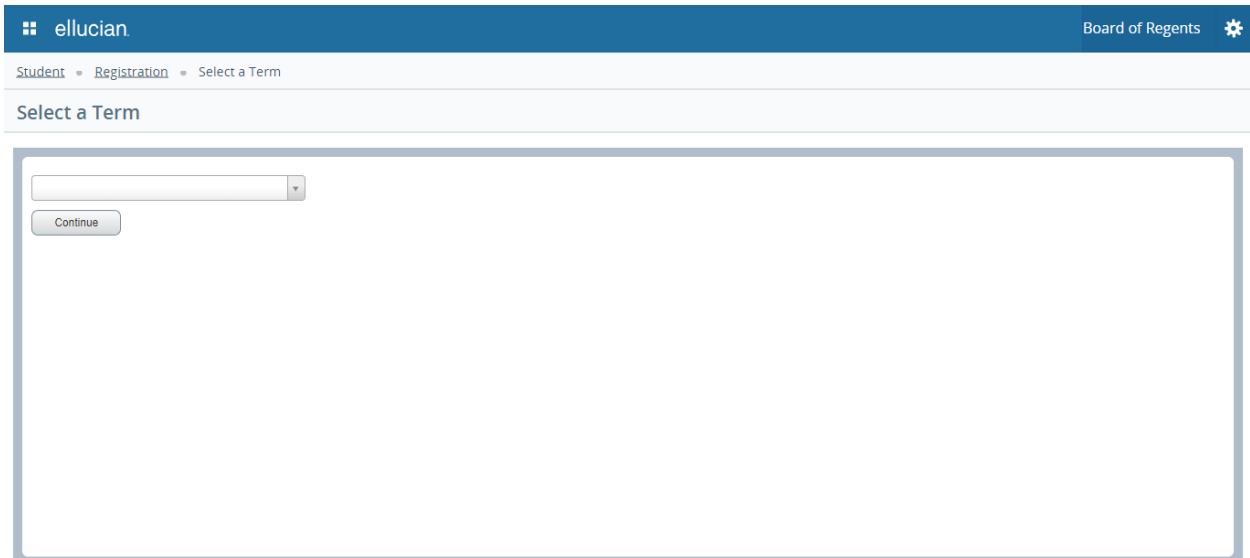 ellucian. Board of Regents
Student Registration Select a Term
Select a Term
Continue